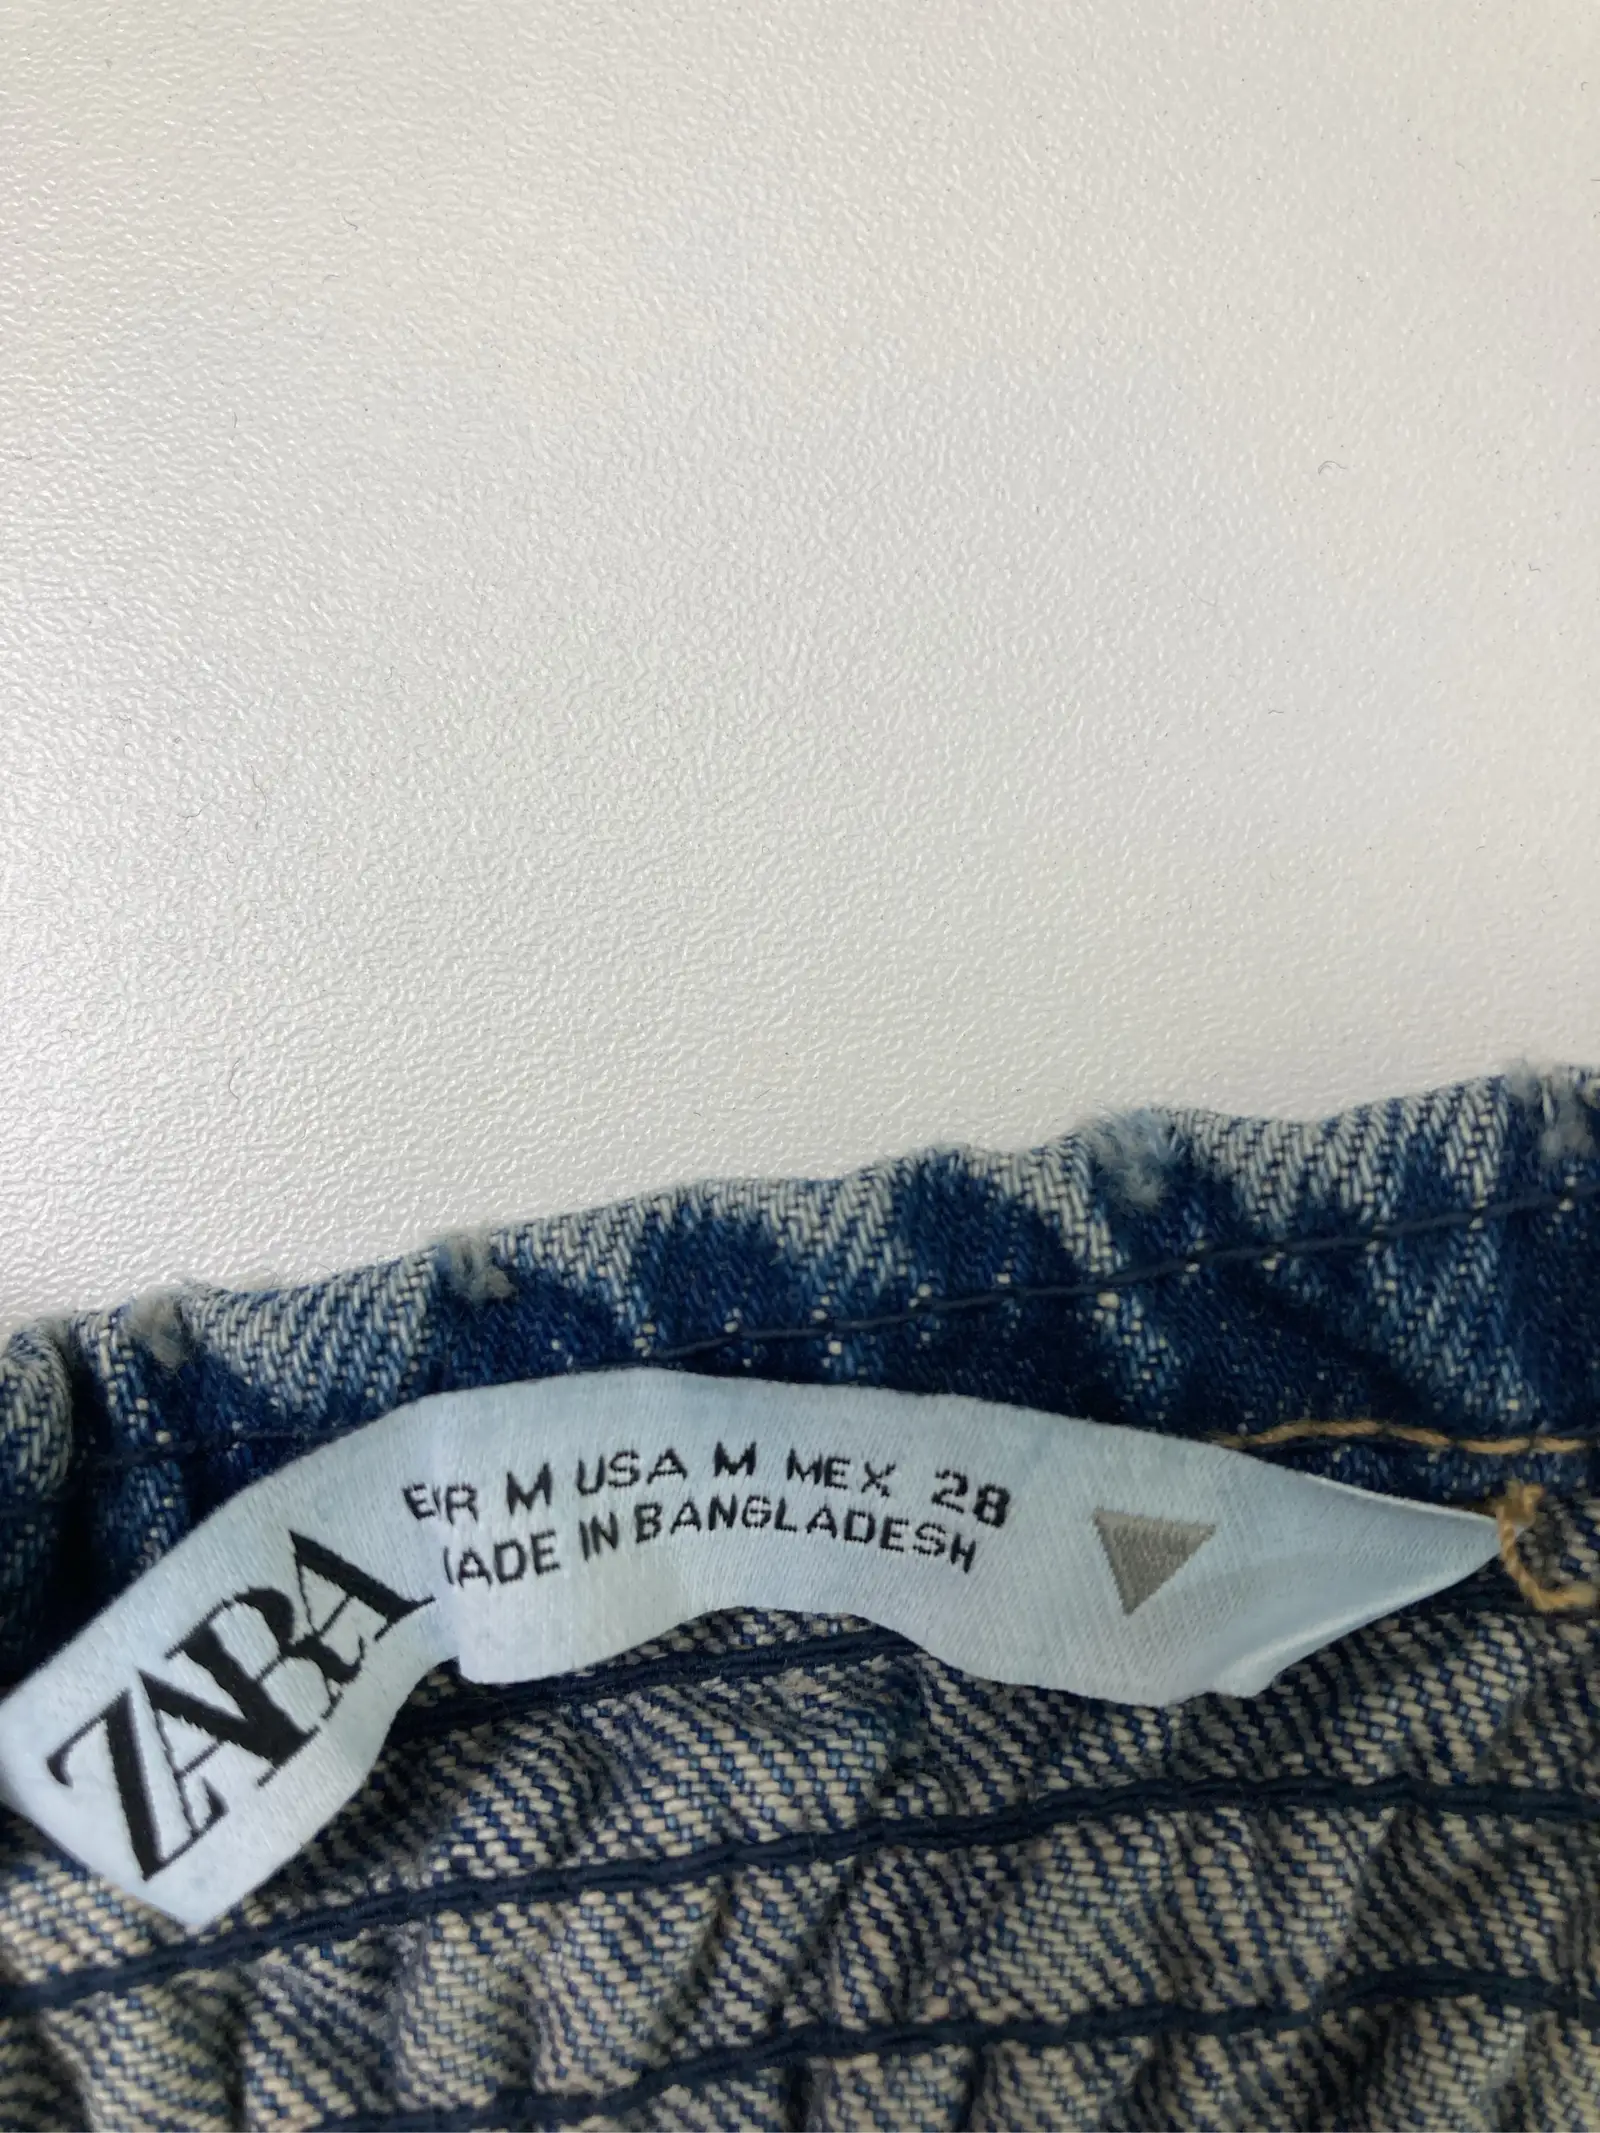 ZARA
EUR M USA M MEX 28
MADE IN BANGLADESH